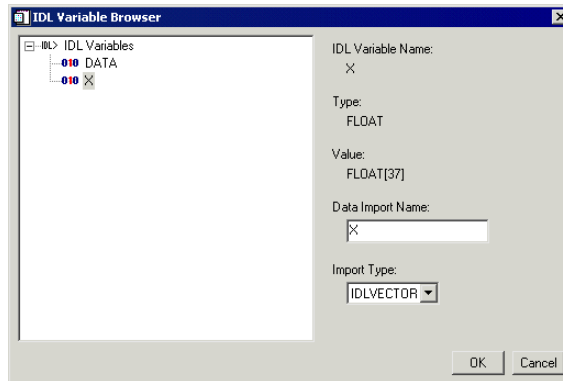 IDL Variable Browser
IDL> IDL Variables
010 DATA
010 X
IDL Variable Name:
X
Type:
FLOAT
Value:
FLOAT[37]
Data Import Name:
X
Import Type:
IDLVECTOR
OK Cancel